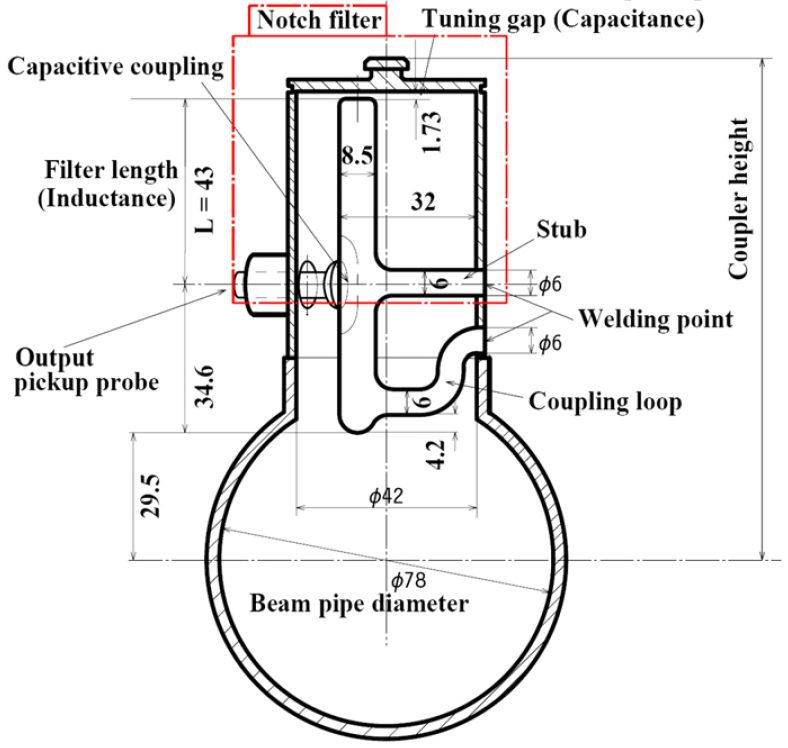 Notch filter
Tuning gap (Capacitance)
Capacitive coupling
1.73
8.5
Filter length
(Inductance)
L = 43
32
Coupler height
Stub
6
ϕ6
Welding point
ϕ6
Output
pickup probe
34.6
6
Coupling loop
4.2
29.5
ϕ42
ϕ78
Beam pipe diameter